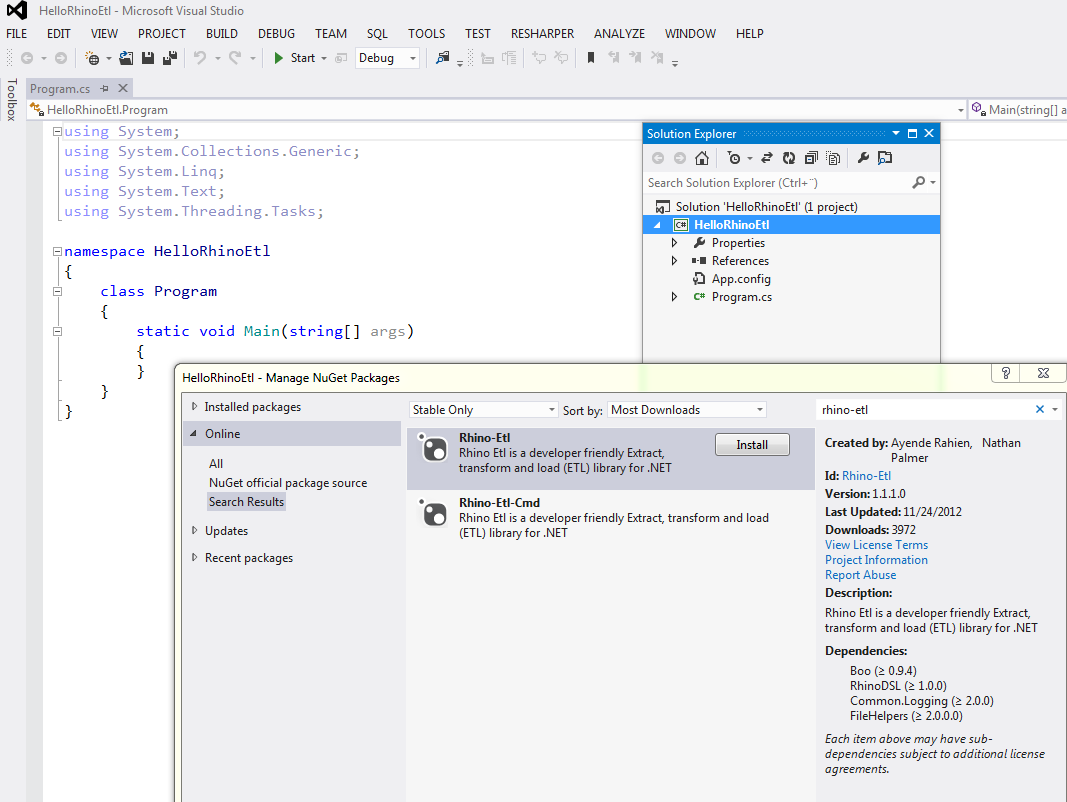 HelloRhinoEtl - Microsoft Visual Studio
FILE EDIT VIEW PROJECT BUILD DEBUG TEAM SQL TOOLS TEST RESHARPER ANALYZE WINDOW HELP
Start Debug
Toolbox
Program.cs
HelloRhinoEtl.Program
Main(string[] a
using System;
using System.Collections.Generic;
using System.Linq;
using System.Text;
using System.Threading.Tasks;
namespace HelloRhinoEtl
{
class Program
{
static void Main(string[] args)
{
}
}
}
Solution Explorer
Search Solution Explorer (Ctrl+¨)
Solution 'HelloRhinoEtl' (1 project)
C# HelloRhinoEtl
Properties
References
App.config
C# Program.cs
HelloRhinoEtl - Manage NuGet Packages
Installed packages
Online
All
NuGet official package source
Search Results
Updates
Recent packages
Stable Only Sort by: Most Downloads
Rhino-Etl
Rhino Etl is a developer friendly Extract,
transform and load (ETL) library for .NET
Install
Rhino-Etl-Cmd
Rhino Etl is a developer friendly Extract, transform and load
(ETL) library for .NET
rhino-etl
Created by: Ayende Rahien, Nathan
Palmer
Id: Rhino-Etl
Version: 1.1.1.0
Last Updated: 11/24/2012
Downloads: 3972
View License Terms
Project Information
Report Abuse
Description:
Rhino Etl is a developer friendly Extract,
transform and load (ETL) library for .NET
Dependencies:
Boo (≥ 0.9.4)
RhinoDSL (≥ 1.0.0)
Common.Logging (≥ 2.0.0)
FileHelpers (≥ 2.0.0.0)
Each item above may have sub-
dependencies subject to additional license
agreements.